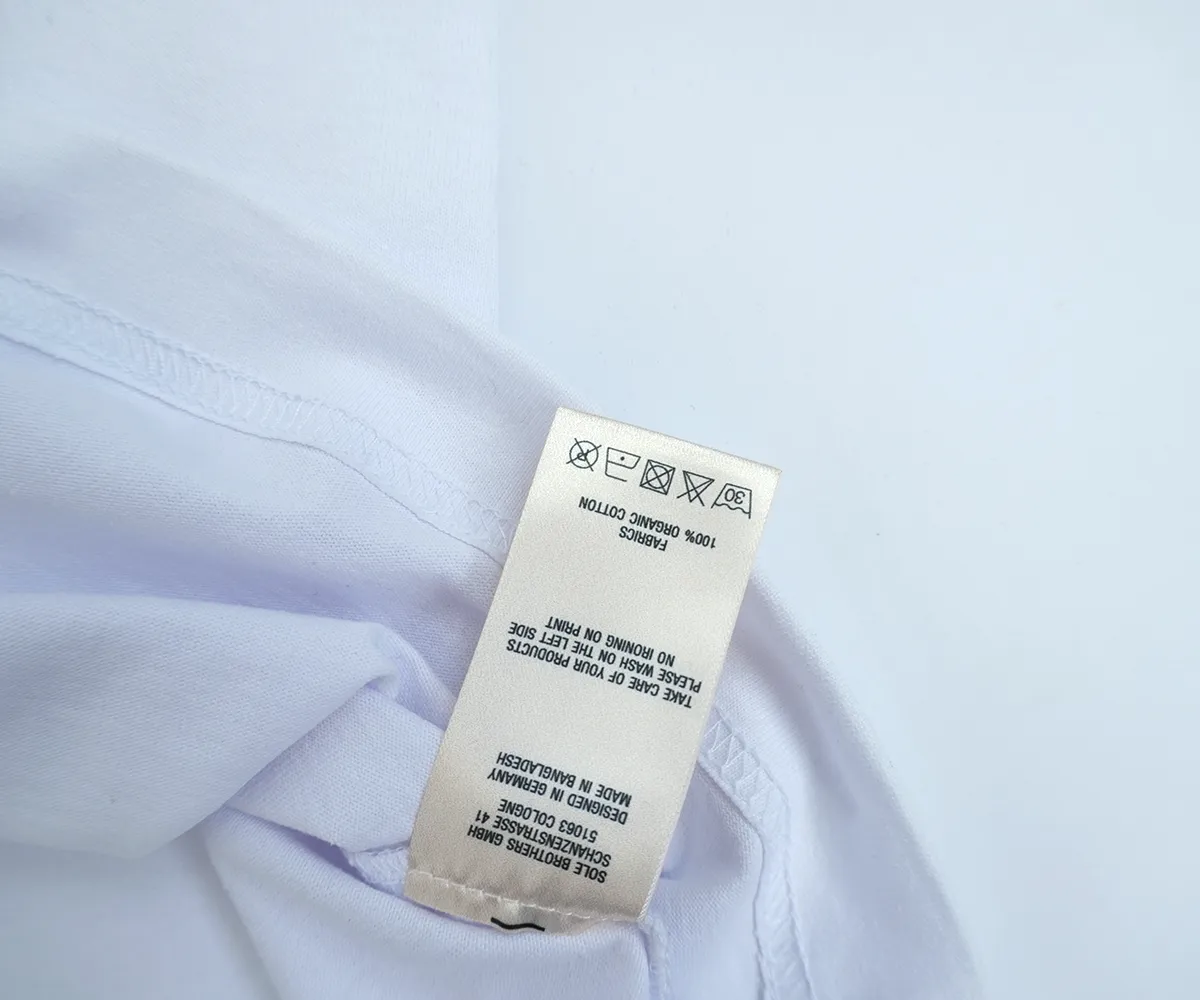 SOLE BROTHERS GMBH
SCHANZENSTRASSE 41
51063 COLOGNE
DESIGNED IN GERMANY
MADE IN BANGLADESH
TAKE CARE OF YOUR PRODUCTS
PLEASE WASH ON THE LEFT SIDE
NO IRONING ON PRINT
FABRICS
100% ORGANIC COTTON
30 P